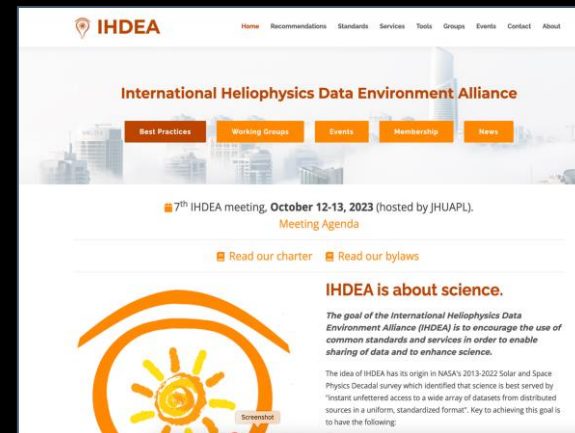 IHDEA
Home Recommendations Standards Services Tools Groups Events Contact About
International Heliophysics Data Environment Alliance
Best Practices Working Groups Events Membership News
7th IHDEA meeting, October 12-13, 2023 (hosted by JHUAPL).
Meeting Agenda
Read our charter Read our bylaws
IHDEA is about science.
The goal of the International Heliophysics Data
Environment Alliance (IHDEA) is to encourage the use of
common standards and services in order to enable
sharing of data and to enhance science.
The idea of IHDEA has its origin in NASA's 2013-2022 Solar and Space
Physics Decadal survey which identified that science is best served by
"instant unfettered access to a wide array of datasets from distributed
sources in a uniform, standardized format". Key to achieving this goal is
to have the following:
Screenshot